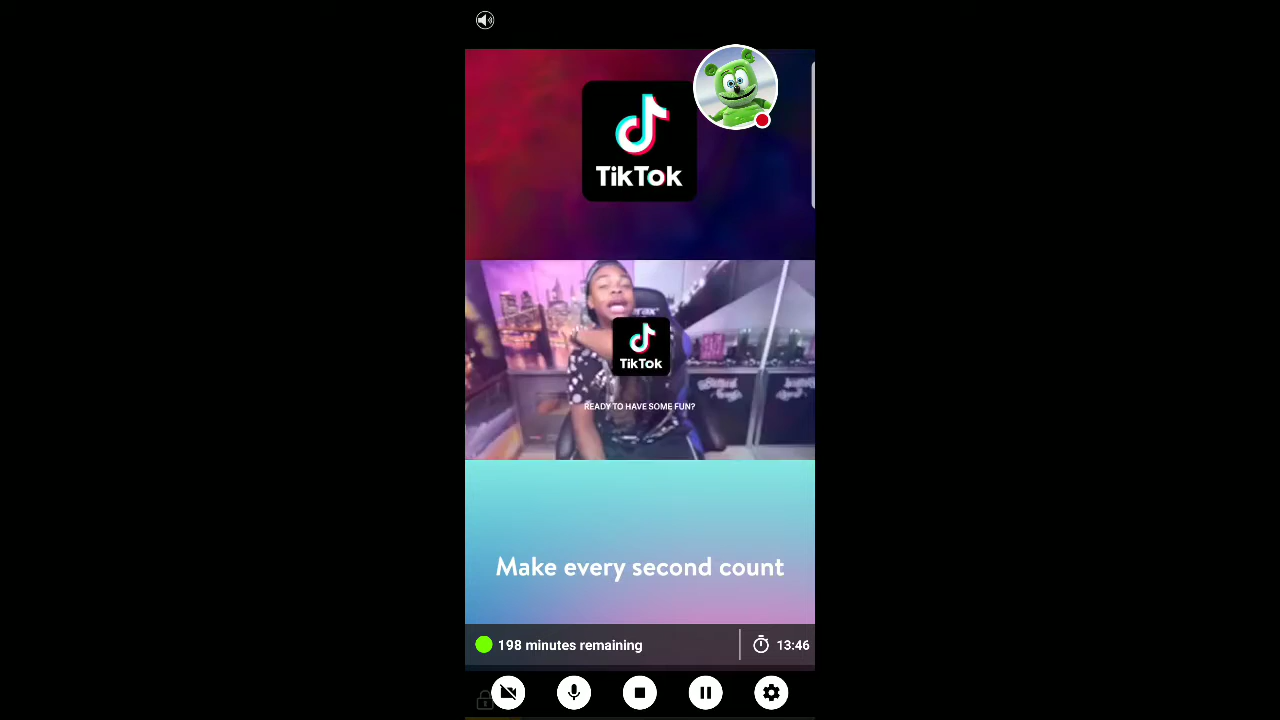 TikTok
TikTok
READY TO HAVE SOME FUN?
Make every second count
198 minutes remaining
13:46